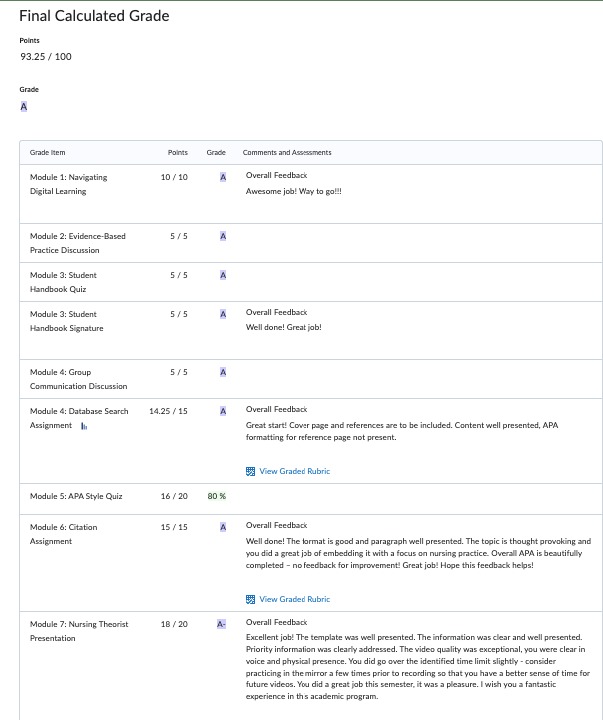 Final Calculated Grade
Points
93.25 / 100
Grade
A
Grade Item Points Grade Comments and Assessments
Module 1: Navigating Digital Learning 10 / 10 A Overall Feedback
Awesome job! Way to go!!!
Module 2: Evidence-Based Practice Discussion 5 / 5 A
Module 3: Student Handbook Quiz 5 / 5 A
Module 3: Student Handbook Signature 5 / 5 A Overall Feedback
Well done! Great job!
Module 4: Group Communication Discussion 5 / 5 A
Module 4: Database Search Assignment 14.25 / 15 A Overall Feedback
Great start! Cover page and references are to be included. Content well presented, APA
formatting for reference page not present.
View Graded Rubric
Module 5: APA Style Quiz 16 / 20 80 %
Module 6: Citation Assignment 15 / 15 A Overall Feedback
Well done! The format is good and paragraph well presented. The topic is thought provoking and
you did a great job of embedding it with a focus on nursing practice. Overall APA is beautifully
completed – no feedback for improvement! Great job! Hope this feedback helps!
View Graded Rubric
Module 7: Nursing Theorist Presentation 18 / 20 A- Overall Feedback
Excellent job! The template was well presented. The information was clear and well presented.
Priority information was clearly addressed. The video quality was exceptional, you were clear in
voice and physical presence. You did go over the identified time limit slightly - consider
practicing in the mirror a few times prior to recording so that you have a better sense of time for
future videos. You did a great job this semester, it was a pleasure. I wish you a fantastic
experience in this academic program.